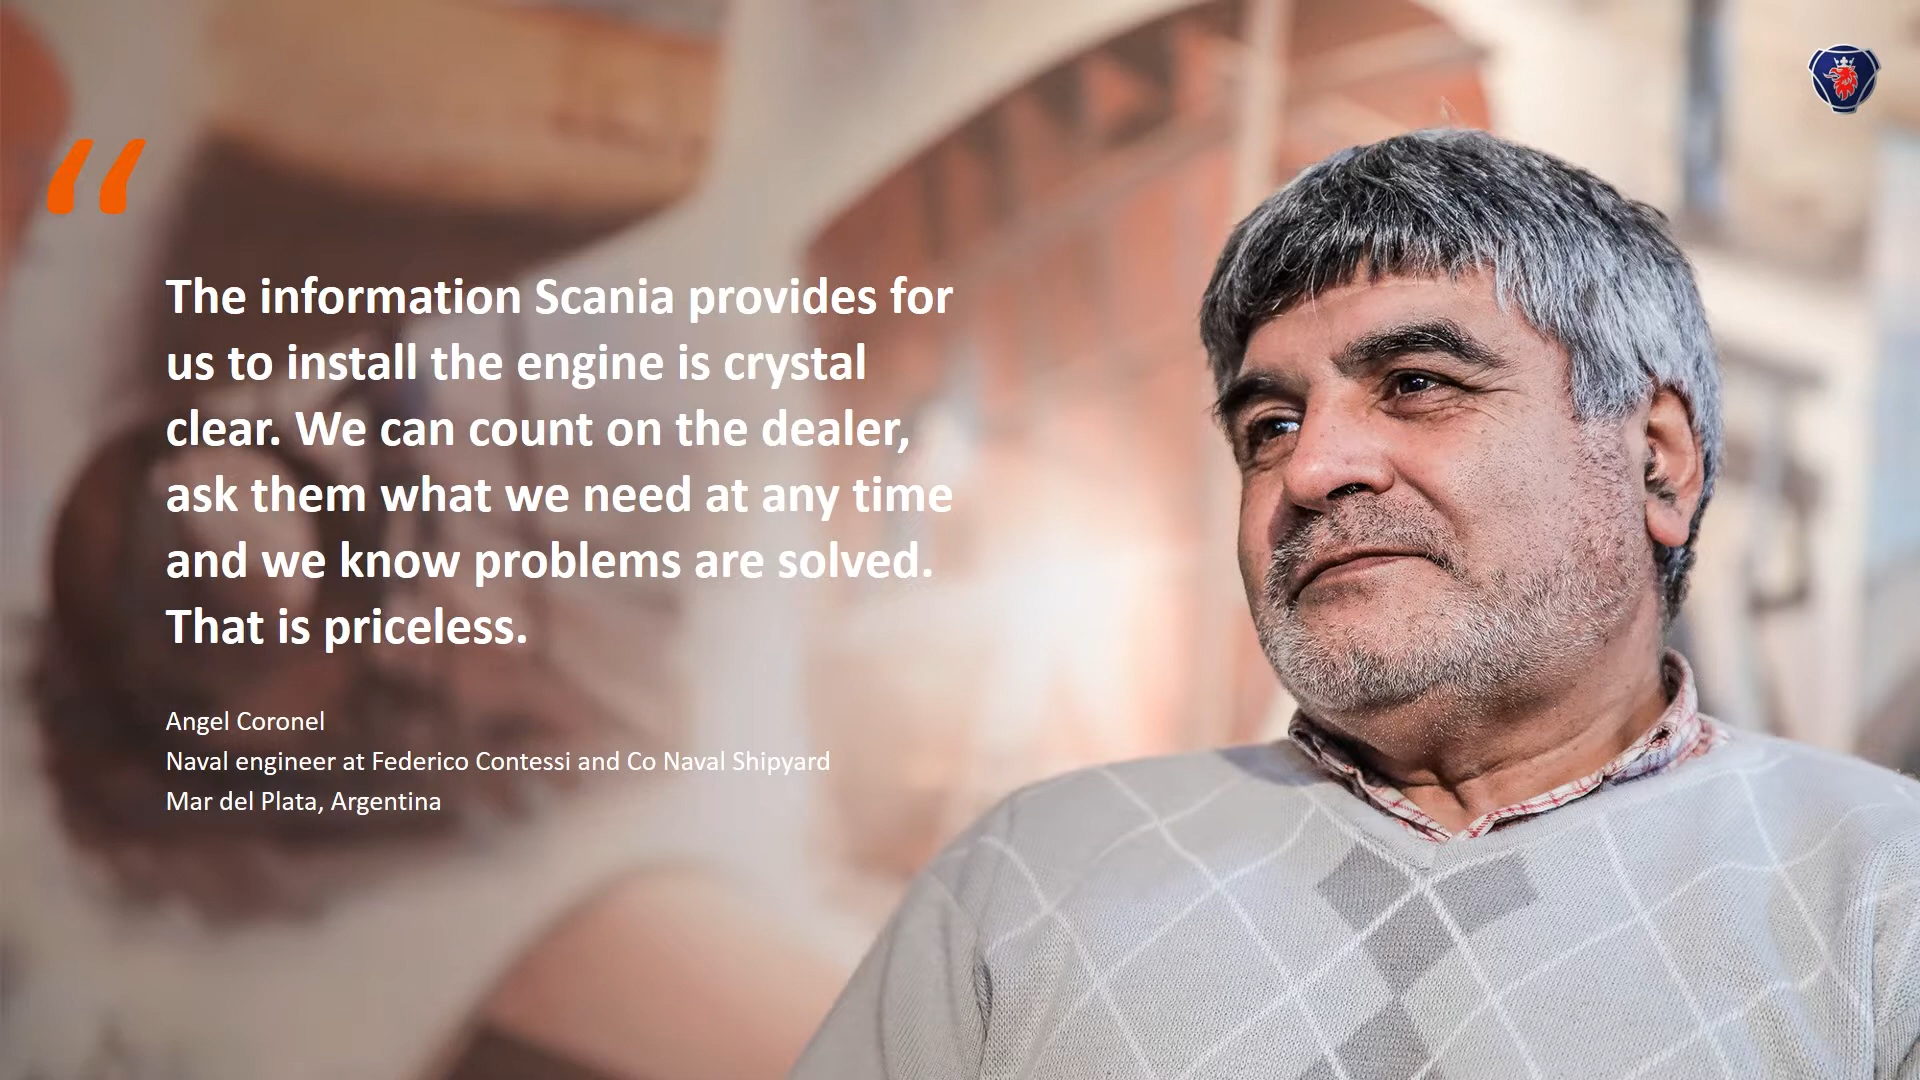 “
The information Scania provides for
us to install the engine is crystal
clear. We can count on the dealer,
ask them what we need at any time
and we know problems are solved.
That is priceless.
Angel Coronel
Naval engineer at Federico Contessi and Co Naval Shipyard
Mar del Plata, Argentina